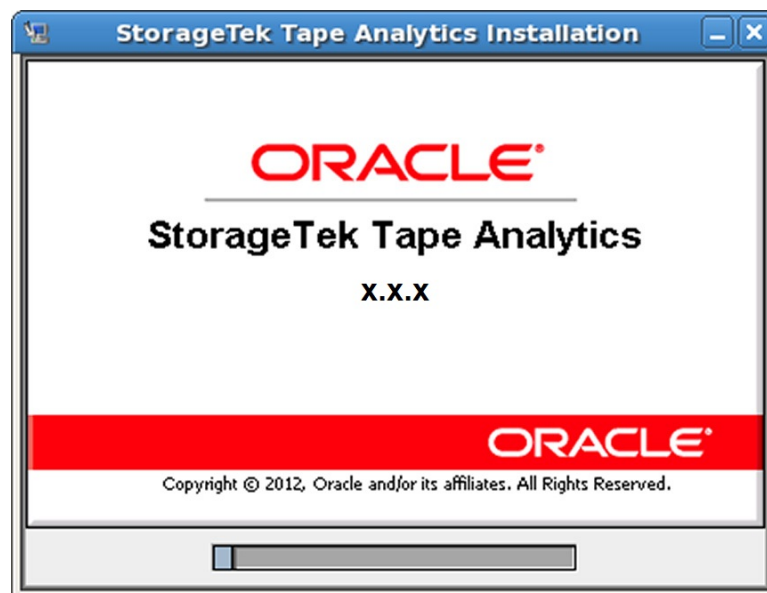 StorageTek Tape Analytics Installation
ORACLE®
StorageTek Tape Analytics
x.x.x
ORACLE®
Copyright © 2012, Oracle and/or its affiliates. All Rights Reserved.